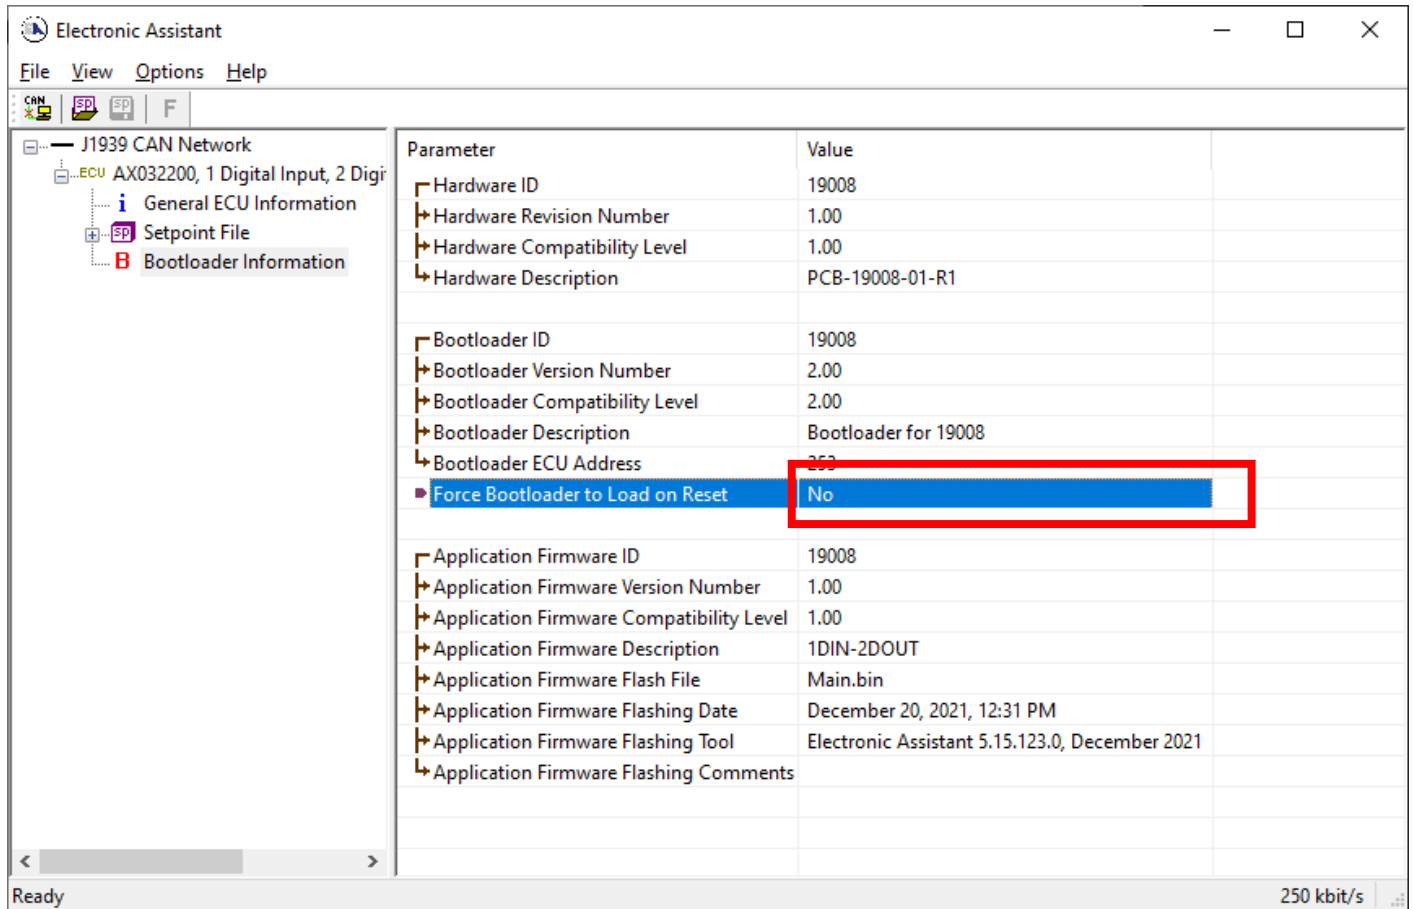 Electronic Assistant
File View Options Help
CAN SP SP F
J1939 CAN Network
ECU AX032200, 1 Digital Input, 2 Digi
i General ECU Information
SP Setpoint File
B Bootloader Information
Parameter Value
Hardware ID 19008
Hardware Revision Number 1.00
Hardware Compatibility Level 1.00
Hardware Description PCB-19008-01-R1
Bootloader ID 19008
Bootloader Version Number 2.00
Bootloader Compatibility Level 2.00
Bootloader Description Bootloader for 19008
Bootloader ECU Address 253
Force Bootloader to Load on Reset No
Application Firmware ID 19008
Application Firmware Version Number 1.00
Application Firmware Compatibility Level 1.00
Application Firmware Description 1DIN-2DOUT
Application Firmware Flash File Main.bin
Application Firmware Flashing Date December 20, 2021, 12:31 PM
Application Firmware Flashing Tool Electronic Assistant 5.15.123.0, December 2021
Application Firmware Flashing Comments
Ready 250 kbit/s